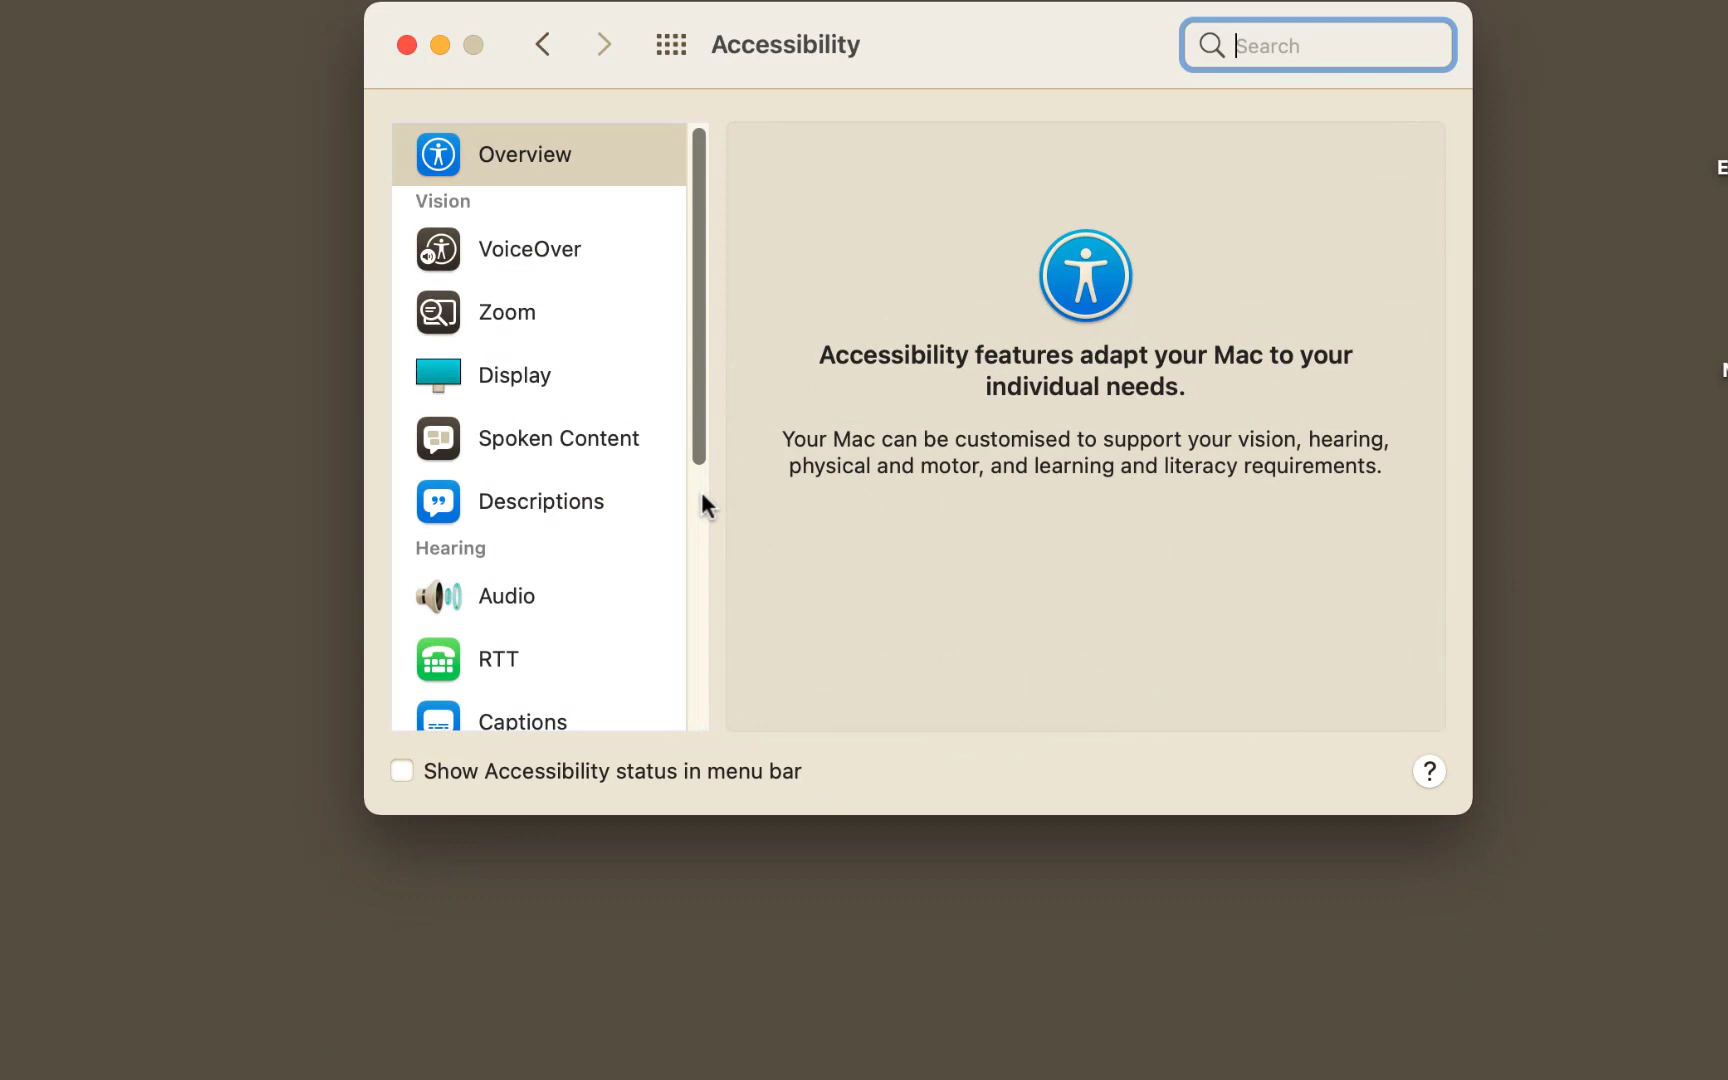 Accessibility
Search
Overview
Vision
VoiceOver
Zoom
Display
Spoken Content
Descriptions
Hearing
Audio
RTT
Captions
Accessibility features adapt your Mac to your
individual needs.
Your Mac can be customised to support your vision, hearing,
physical and motor, and learning and literacy requirements.
Show Accessibility status in menu bar
?
E